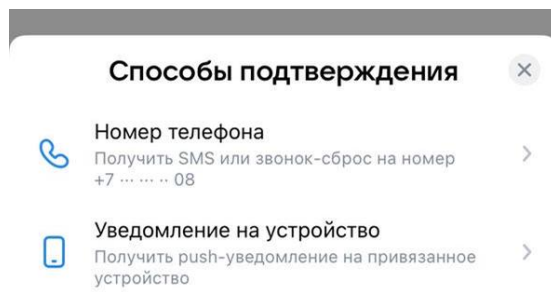 Способы подтверждения
Номер телефона
Получить SMS или звонок-сброс на номер
+7 ··· ··· ·· 08
Уведомление на устройство
Получить push-уведомление на привязанное
устройство